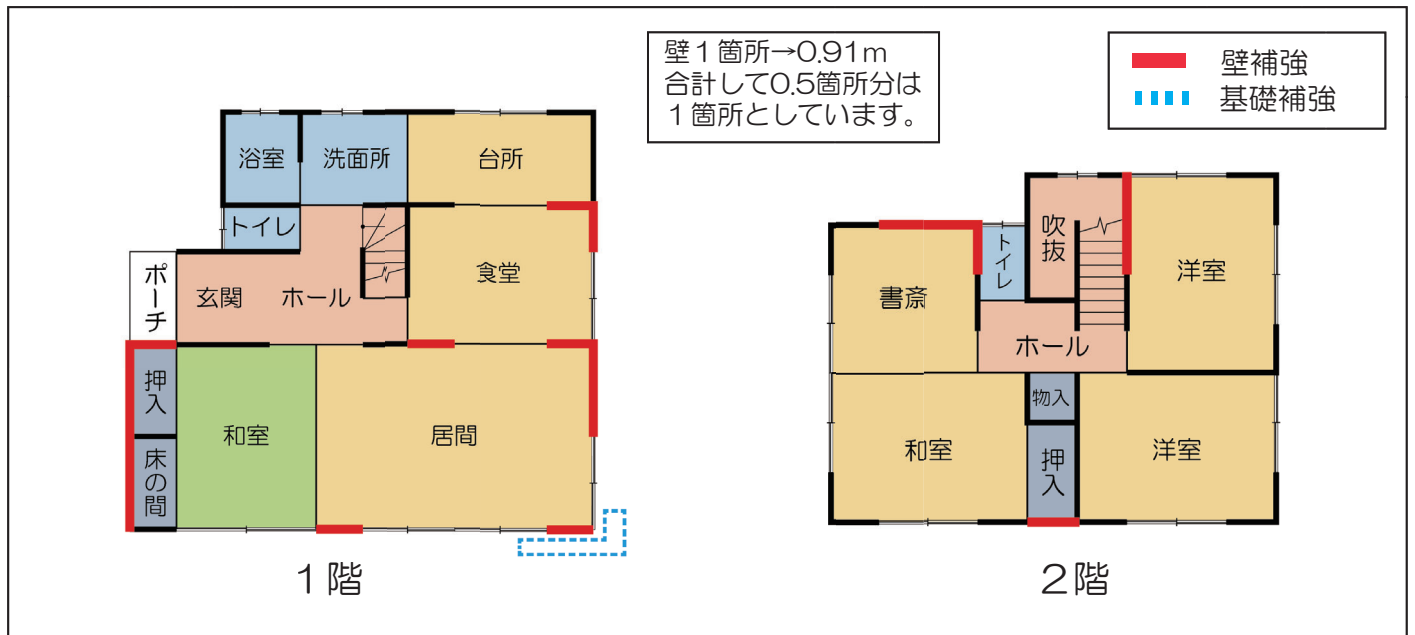 壁1箇所→0.91m
合計して0.5箇所分は
1箇所としています。
壁補強
基礎補強
浴室
洗面所
台所
トイレ
食堂
ポーチ
玄関
ホール
押入
床の間
和室
居間
1階
吹抜
トイレ
洋室
書斎
ホール
物入
和室
押入
洋室
2階